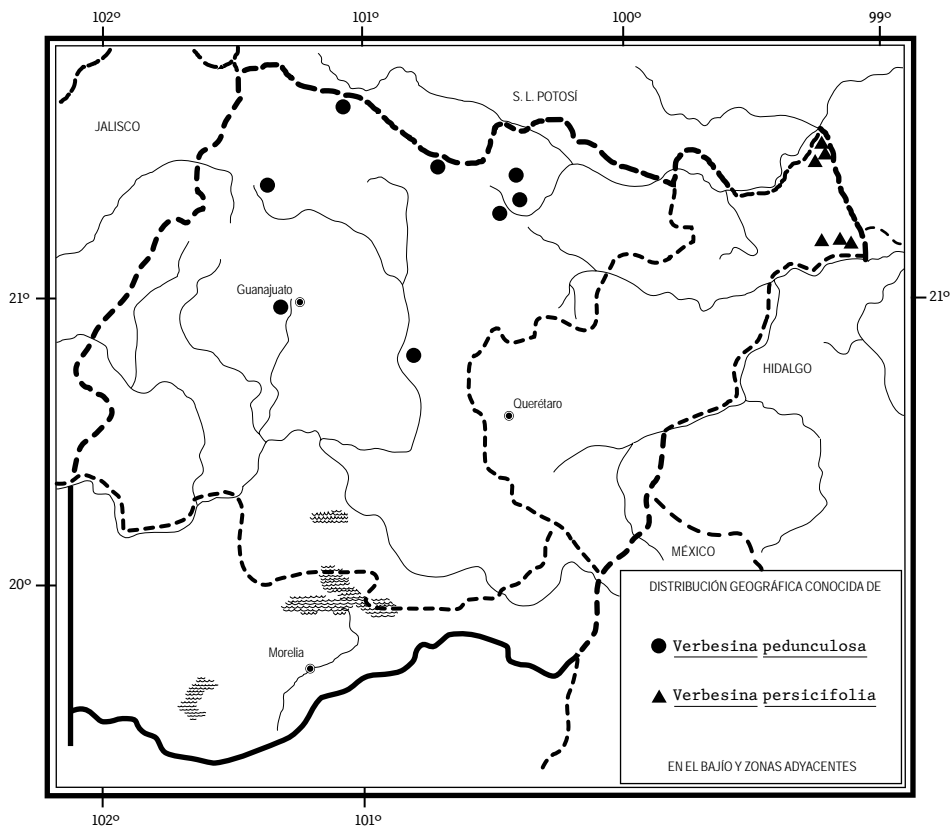 102º 101º 100º 99º
S. L. POTOSÍ
JALISCO
Guanajuato
21º 21º
HIDALGO
Querétaro
MÉXICO
20º
DISTRIBUCIÓN GEOGRÁFICA CONOCIDA DE
Verbesina pedunculosa
Morelia
Verbesina persicifolia
EN EL BAJÍO Y ZONAS ADYACENTES
102º 101º